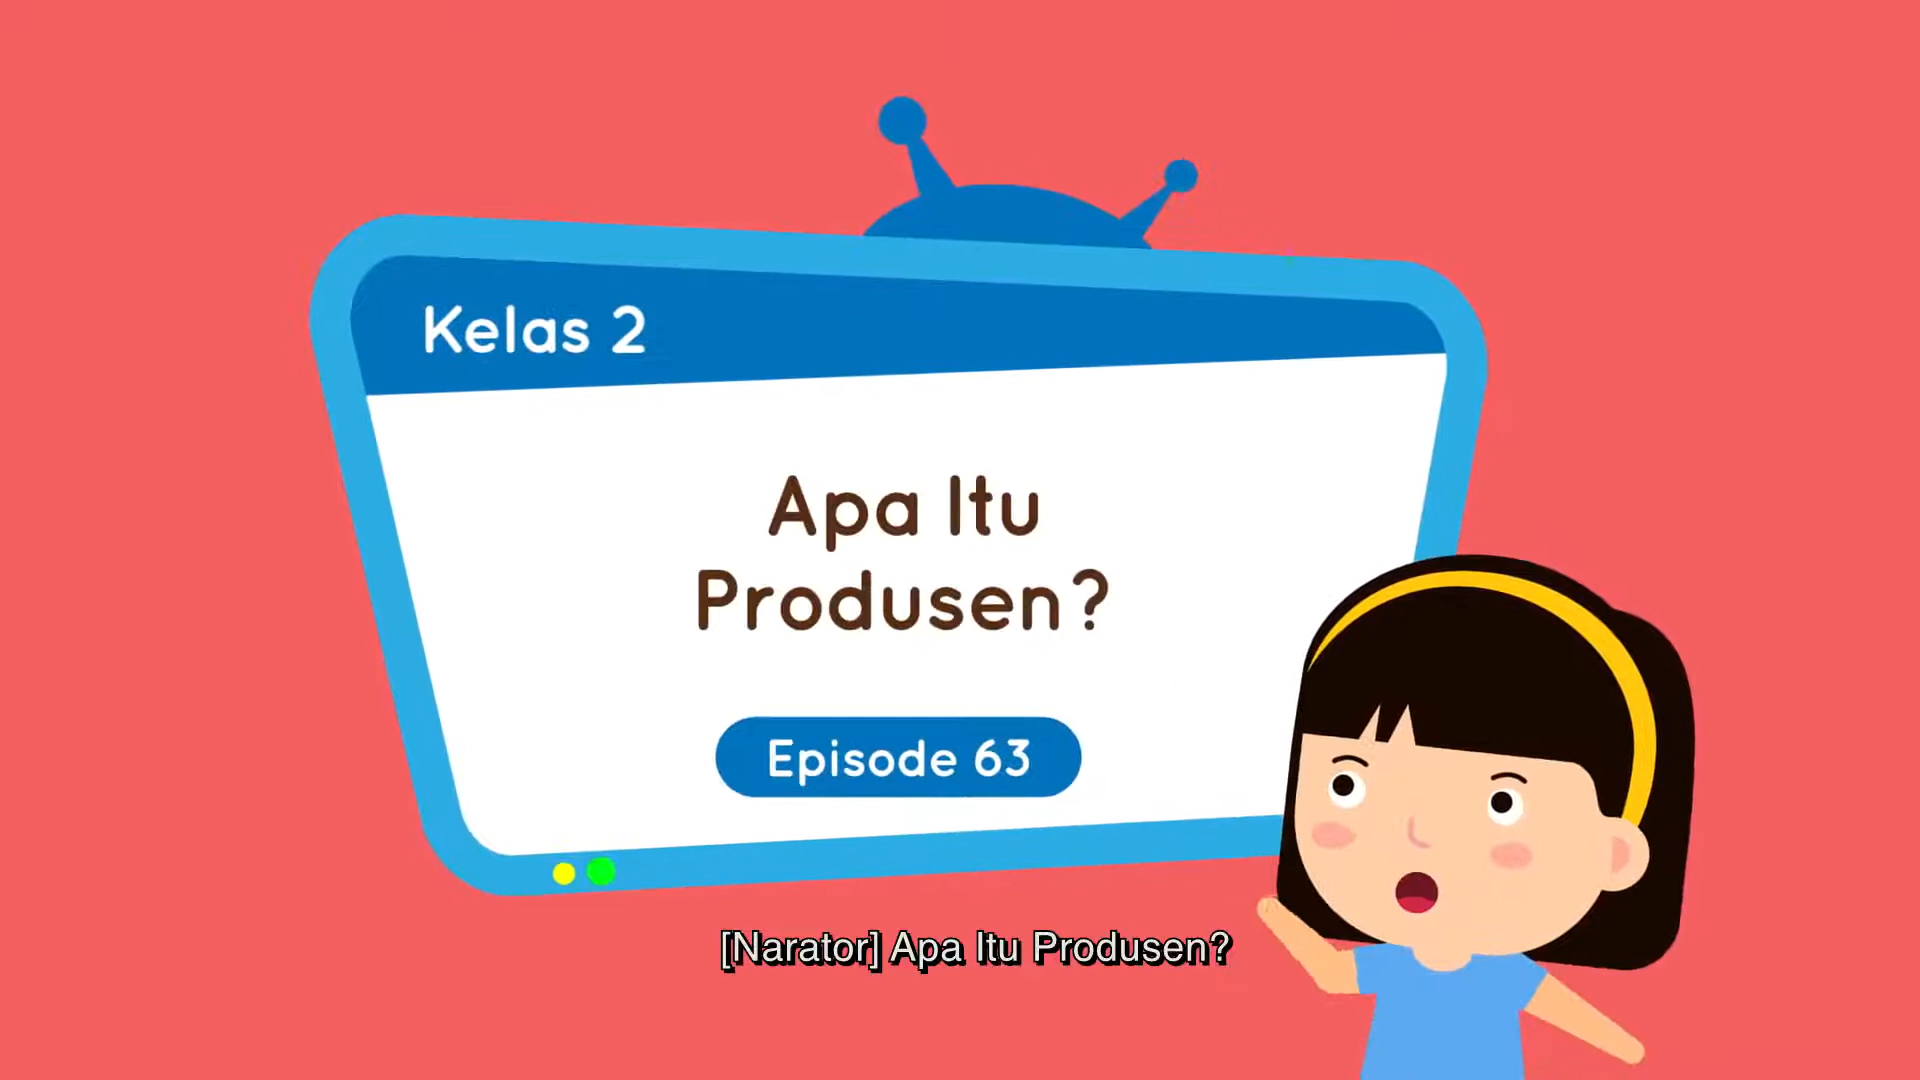 Kelas 2
Apa Itu
Produsen?
Episode 63
[Narator] Apa Itu Produsen?